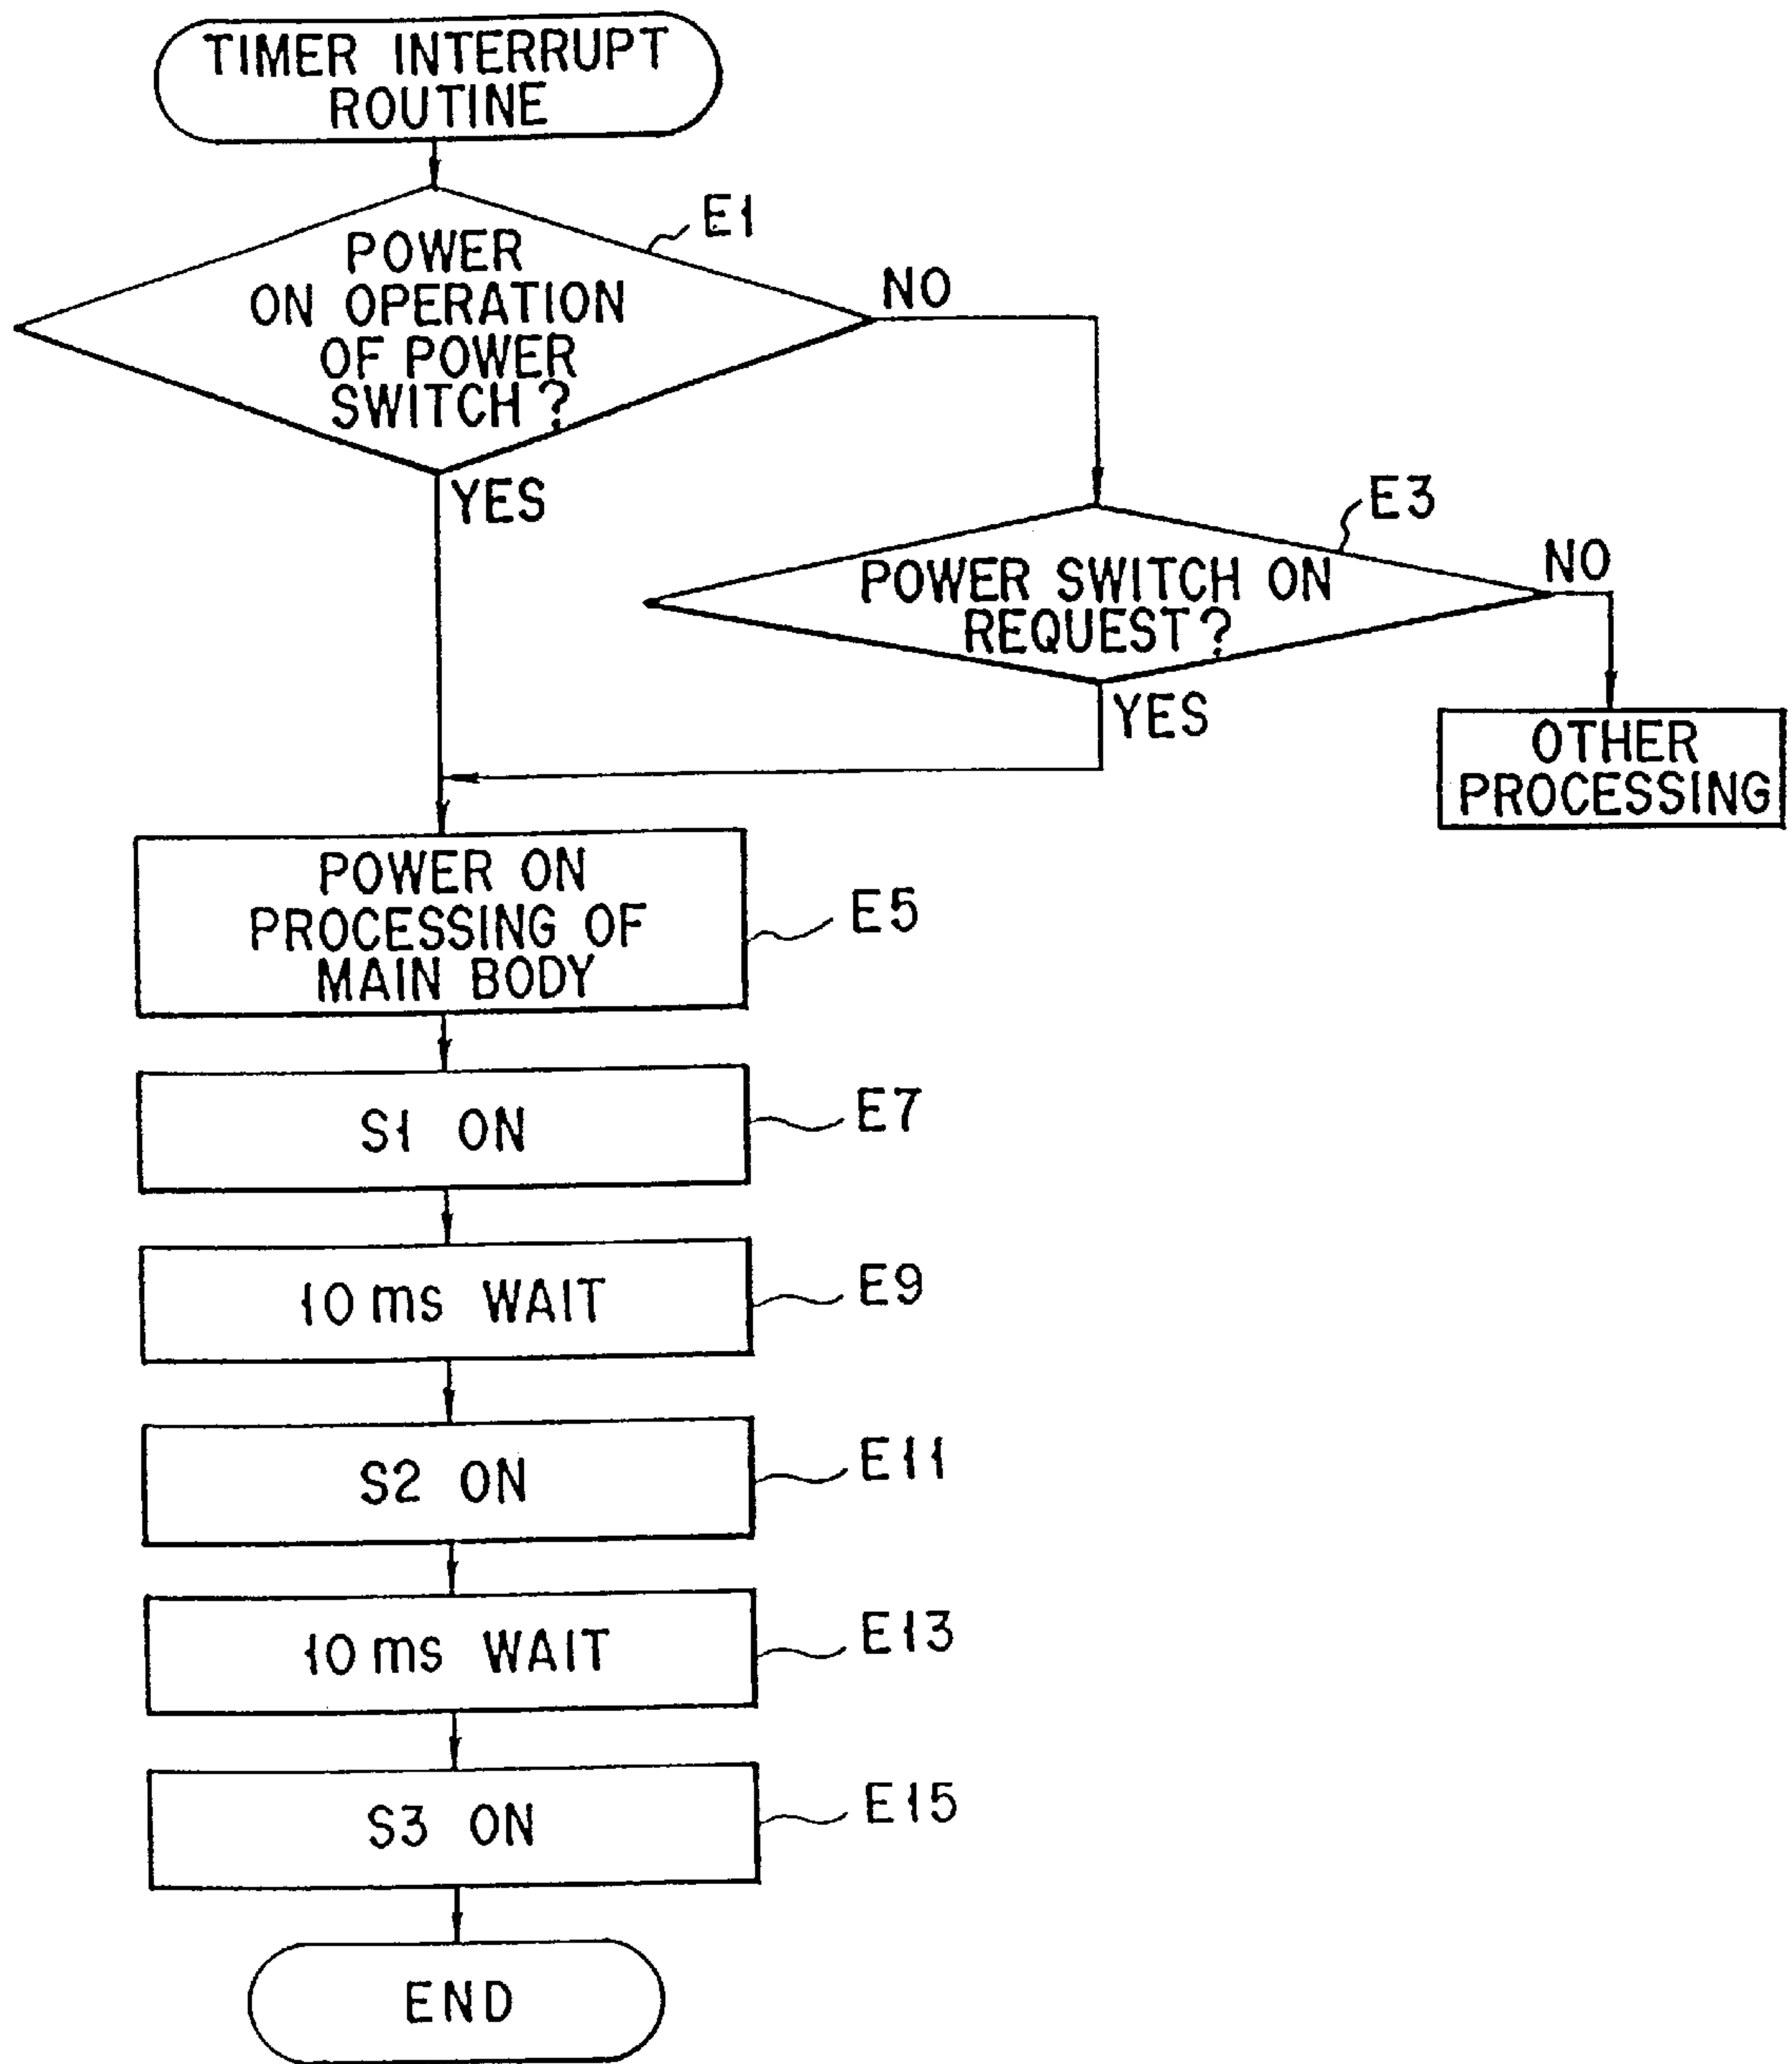 TIMER INTERRUPT
ROUTINE
E1
POWER
ON OPERATION
OF POWER
SWITCH?
NO
YES
E3
POWER SWITCH ON
REQUEST?
NO
YES
OTHER
PROCESSING
POWER ON
PROCESSING OF
MAIN BODY
E5
S1 ON
E7
10 ms WAIT
E9
S2 ON
E11
10 ms WAIT
E13
S3 ON
E15
END